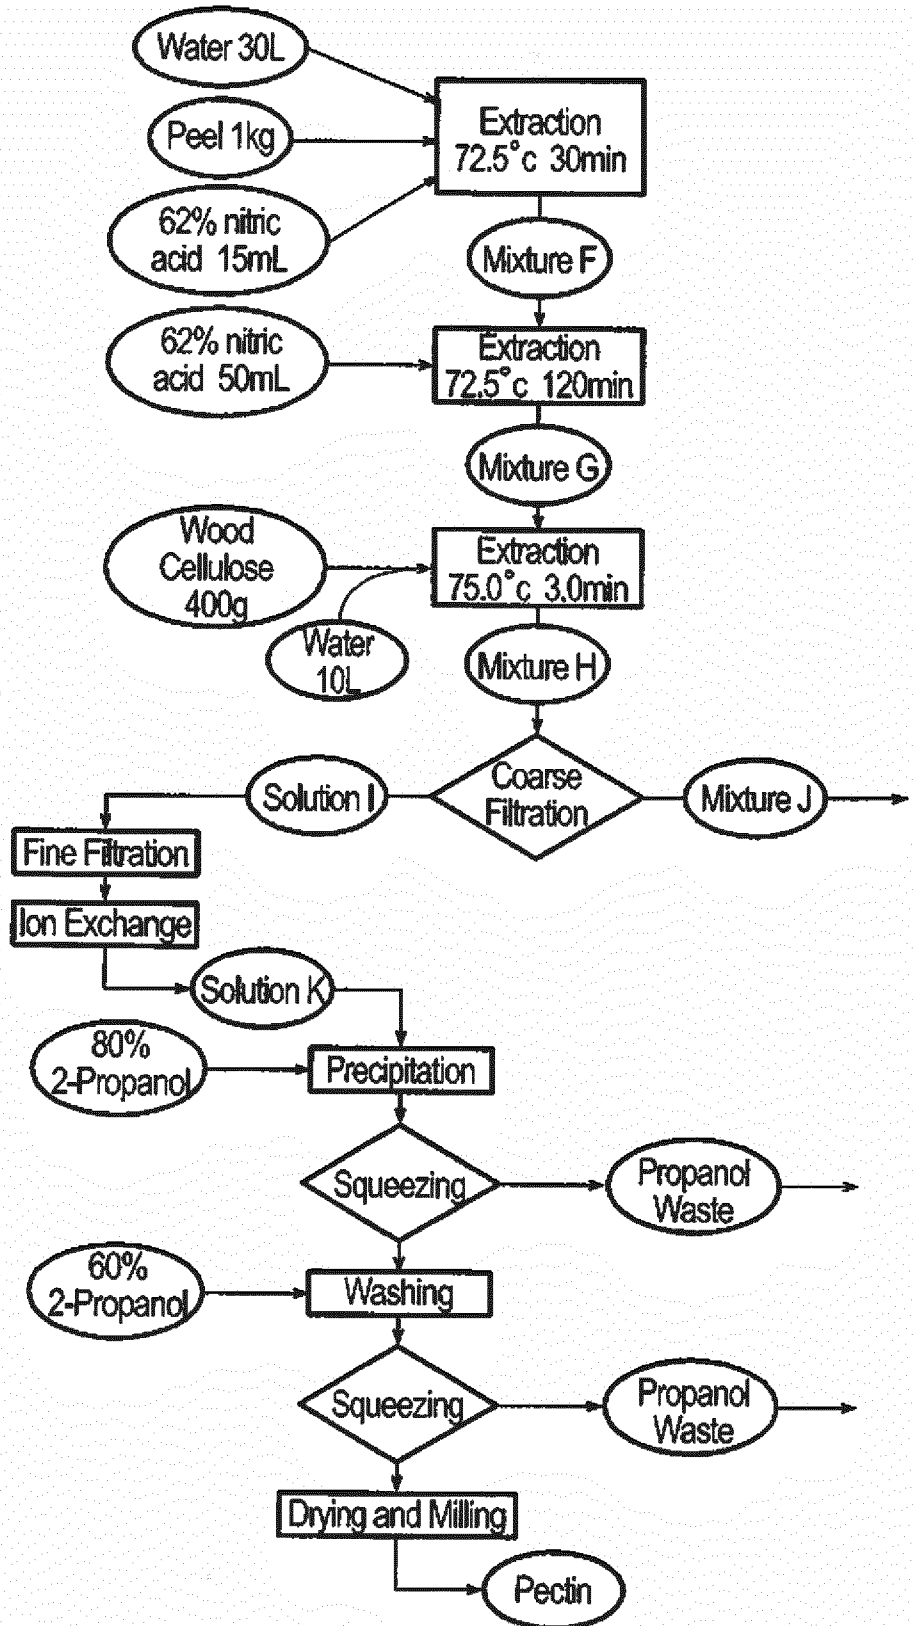 Water 30L
Peel 1kg
62% nitric
acid 15mL
Extraction
72.5°c 30min
Mixture F
62% nitric
acid 50mL
Extraction
72.5°c 120min
Mixture G
Wood
Cellulose
400g
Water
10L
Extraction
75.0°c 3.0min
Mixture H
Coarse
Filtration
Solution I
Mixture J
Fine Filtration
Ion Exchange
Solution K
80%
2-Propanol
Precipitation
Squeezing
Propanol
Waste
60%
2-Propanol
Washing
Squeezing
Propanol
Waste
Drying and Milling
Pectin